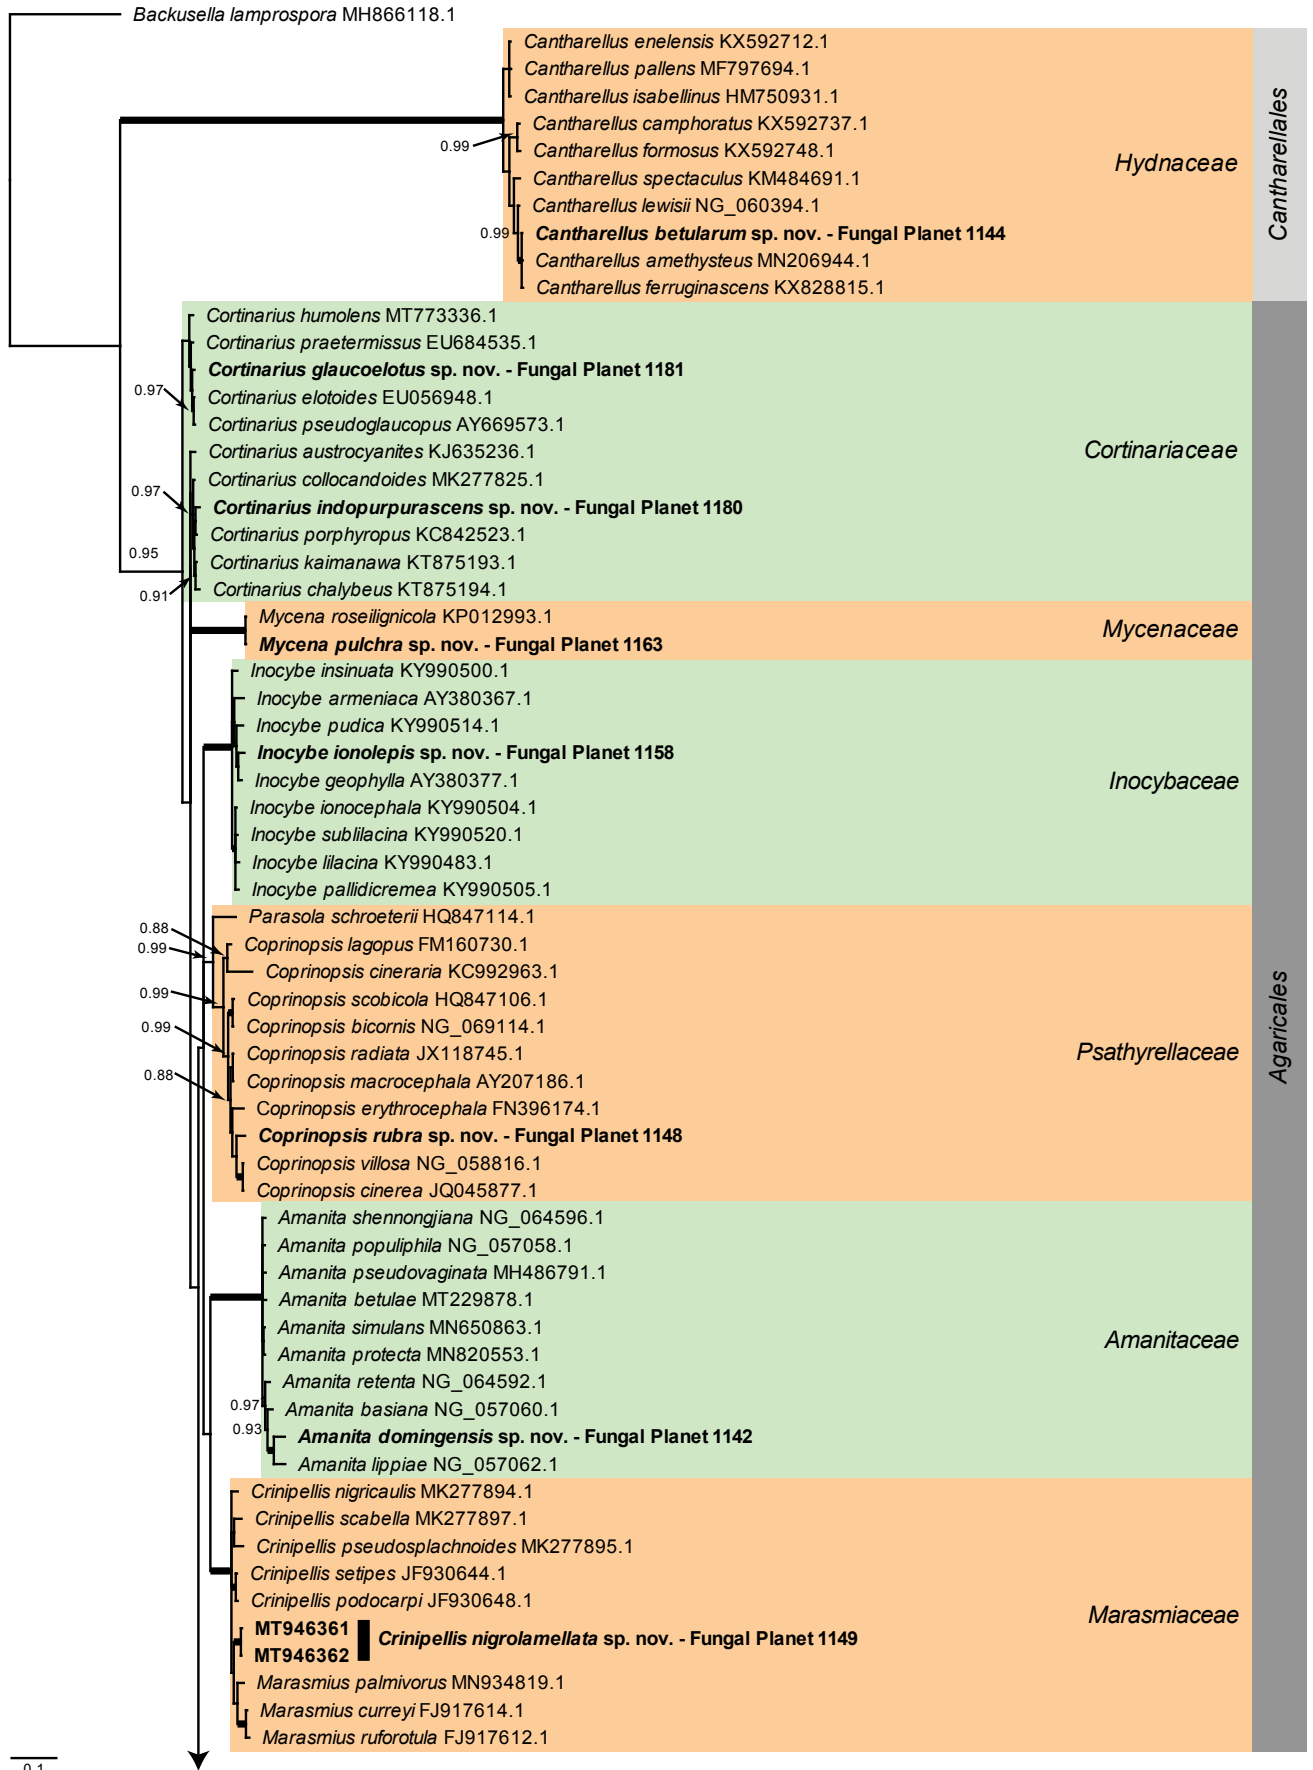 Backusella lamprospora MH866118.1
Cantharellus enelensis KX592712.1
Cantharellus pallens MF797694.1
Cantharellus isabellinus HM750931.1
Cantharellus camphoratus KX592737.1
0.99
Cantharellus formosus KX592748.1
Hydnaceae
Cantharellales
Cantharellus spectaculus KM484691.1
Cantharellus lewisii NG_060394.1
0.99
Cantharellus betularum sp. nov. - Fungal Planet 1144
Cantharellus amethysteus MN206944.1
Cantharellus ferruginascens KX828815.1
Cortinarius humolens MT773336.1
Cortinarius praetermissus EU684535.1
Cortinarius glaucoelotus sp. nov. - Fungal Planet 1181
0.97
Cortinarius elotoides EU056948.1
Cortinarius pseudoglaucopus AY669573.1
Cortinarius austrocyanites KJ635236.1
Cortinariaceae
Cortinarius collocandoides MK277825.1
0.97
Cortinarius indopurpurascens sp. nov. - Fungal Planet 1180
Cortinarius porphyropus KC842523.1
0.95
Cortinarius kaimanawa KT875193.1
Cortinarius chalybeus KT875194.1
0.91
Mycena roseilignicola KP012993.1
Mycenaceae
Mycena pulchra sp. nov. - Fungal Planet 1163
Inocybe insinuata KY990500.1
Inocybe armeniaca AY380367.1
Inocybe pudica KY990514.1
Inocybe ionolepis sp. nov. - Fungal Planet 1158
Inocybe geophylla AY380377.1
Inocybaceae
Inocybe ionocephala KY990504.1
Inocybe sublilacina KY990520.1
Inocybe lilacina KY990483.1
Inocybe pallidicremea KY990505.1
Parasola schroeterii HQ847114.1
0.88
Coprinopsis lagopus FM160730.1
0.99
Coprinopsis cineraria KC992963.1
0.99
Coprinopsis scobicola HQ847106.1
Coprinopsis bicornis NG_069114.1
0.99
Agaricales
Coprinopsis radiata JX118745.1
Psathyrellaceae
0.88
Coprinopsis macrocephala AY207186.1
Coprinopsis erythrocephala FN396174.1
Coprinopsis rubra sp. nov. - Fungal Planet 1148
Coprinopsis villosa NG_058816.1
Coprinopsis cinerea JQ045877.1
Amanita shennongjiana NG_064596.1
Amanita populiphila NG_057058.1
Amanita pseudovaginata MH486791.1
Amanita betulae MT229878.1
Amanita simulans MN650863.1
Amanitaceae
Amanita protecta MN820553.1
Amanita retenta NG_064592.1
0.97
Amanita basiana NG_057060.1
0.93
Amanita domingensis sp. nov. - Fungal Planet 1142
Amanita lippiae NG_057062.1
Crinipellis nigricaulis MK277894.1
Crinipellis scabella MK277897.1
Crinipellis pseudosplachnoides MK277895.1
Crinipellis setipes JF930644.1
Crinipellis podocarpi JF930648.1
Marasmiaceae
MT946361
Crinipellis nigrolamellata sp. nov. - Fungal Planet 1149
MT946362
Marasmius palmivorus MN934819.1
Marasmius curreyi FJ917614.1
Marasmius ruforotula FJ917612.1
0.1